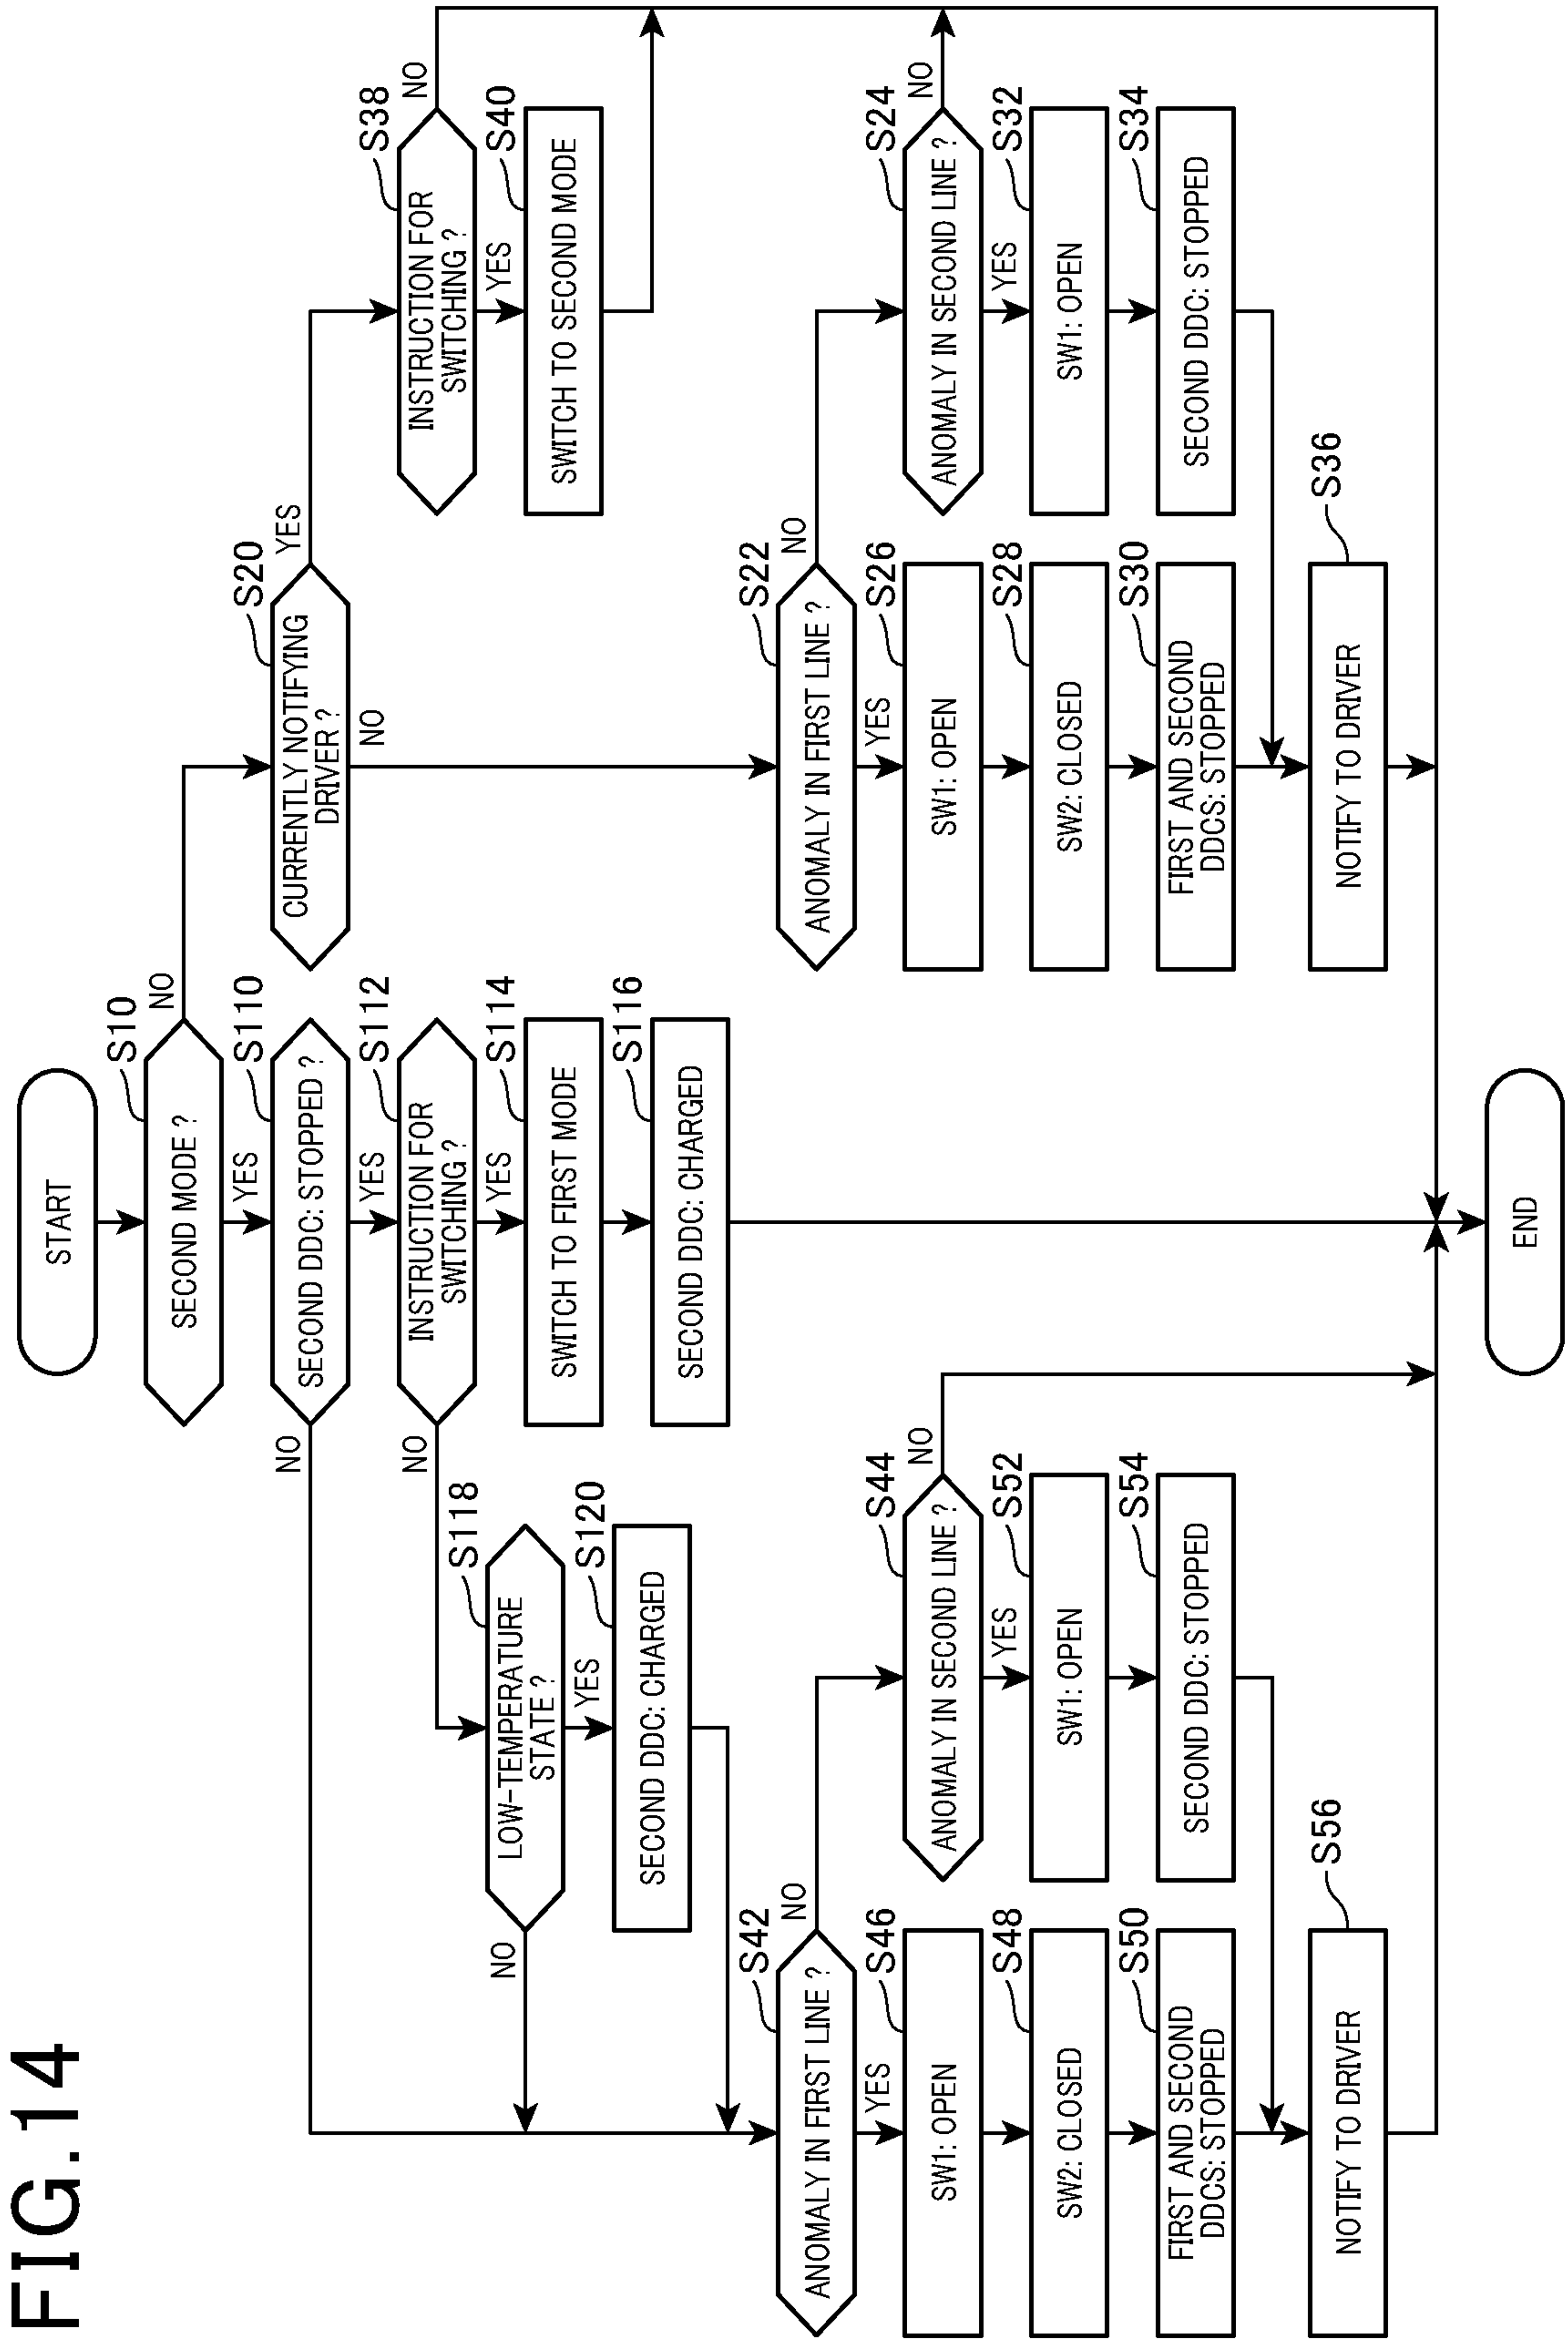 FIG.14
START
S10
SECOND MODE ?
NO
YES
S110
SECOND DDC: STOPPED ?
NO
YES
S112
INSTRUCTION FOR
SWITCHING ?
NO
YES
S114
SWITCH TO FIRST MODE
S116
SECOND DDC: CHARGED
S118
LOW-TEMPERATURE
STATE ?
NO
YES
S120
SECOND DDC: CHARGED
S42
ANOMALY IN FIRST LINE ?
NO
YES
S46
SW1: OPEN
S48
SW2: CLOSED
S50
FIRST AND SECOND
DDCS: STOPPED
S44
ANOMALY IN SECOND LINE ?
NO
YES
S52
SW1: OPEN
S54
SECOND DDC: STOPPED
S56
NOTIFY TO DRIVER
S20
CURRENTLY NOTIFYING
DRIVER ?
YES
NO
S38
INSTRUCTION FOR
SWITCHING ?
NO
YES
S40
SWITCH TO SECOND MODE
S22
ANOMALY IN FIRST LINE ?
NO
YES
S26
SW1: OPEN
S28
SW2: CLOSED
S30
FIRST AND SECOND
DDCS: STOPPED
S24
ANOMALY IN SECOND LINE ?
NO
YES
S32
SW1: OPEN
S34
SECOND DDC: STOPPED
S36
NOTIFY TO DRIVER
END